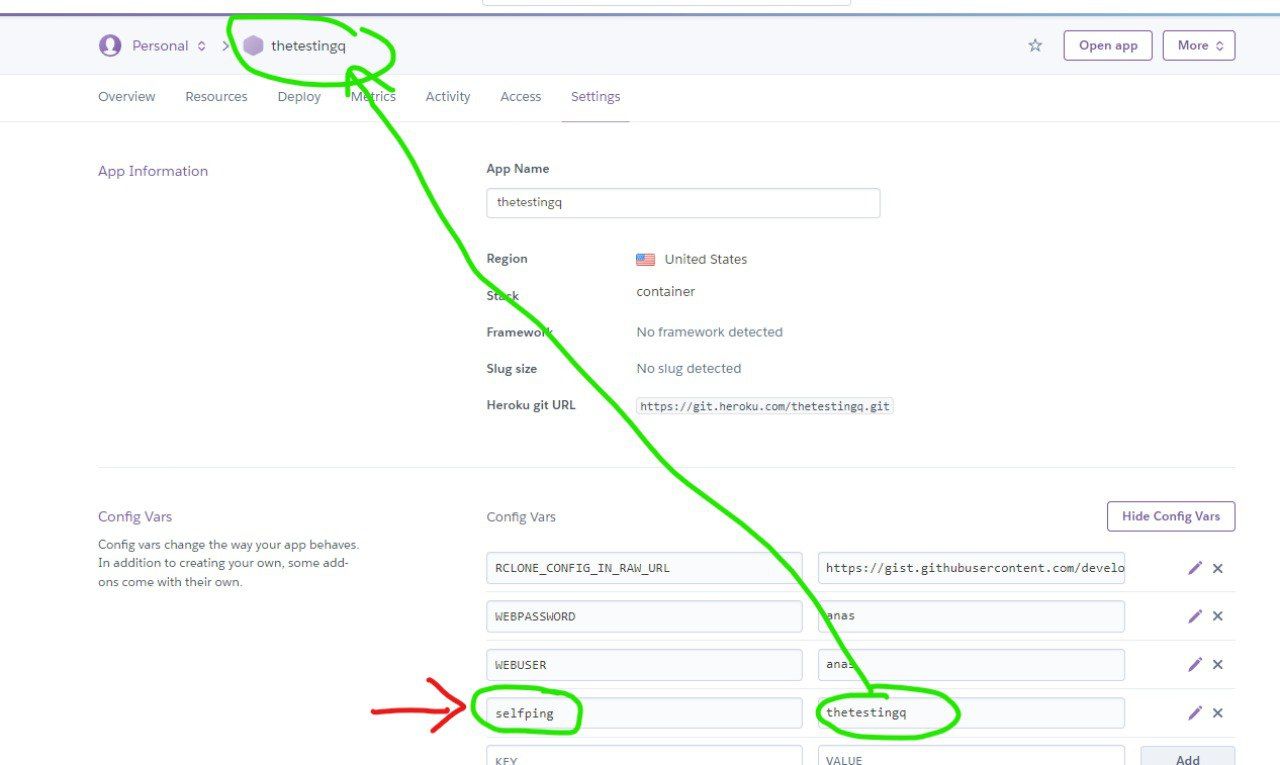 Personal > thetestingq
Open app
More
Overview Resources Deploy Metrics Activity Access Settings
App Information
App Name
thetestingq
Region United States
Stack container
Framework No framework detected
Slug size No slug detected
Heroku git URL https://git.heroku.com/thetestingq.git
Config Vars
Config vars change the way your app behaves.
In addition to creating your own, some add-
ons come with their own.
Config Vars
Hide Config Vars
RCLONE_CONFIG_IN_RAW_URL https://gist.githubusercontent.com/develo
WEBPASSWORD anas
WEBUSER anas
selfping thetestingq
KEY VALUE Add